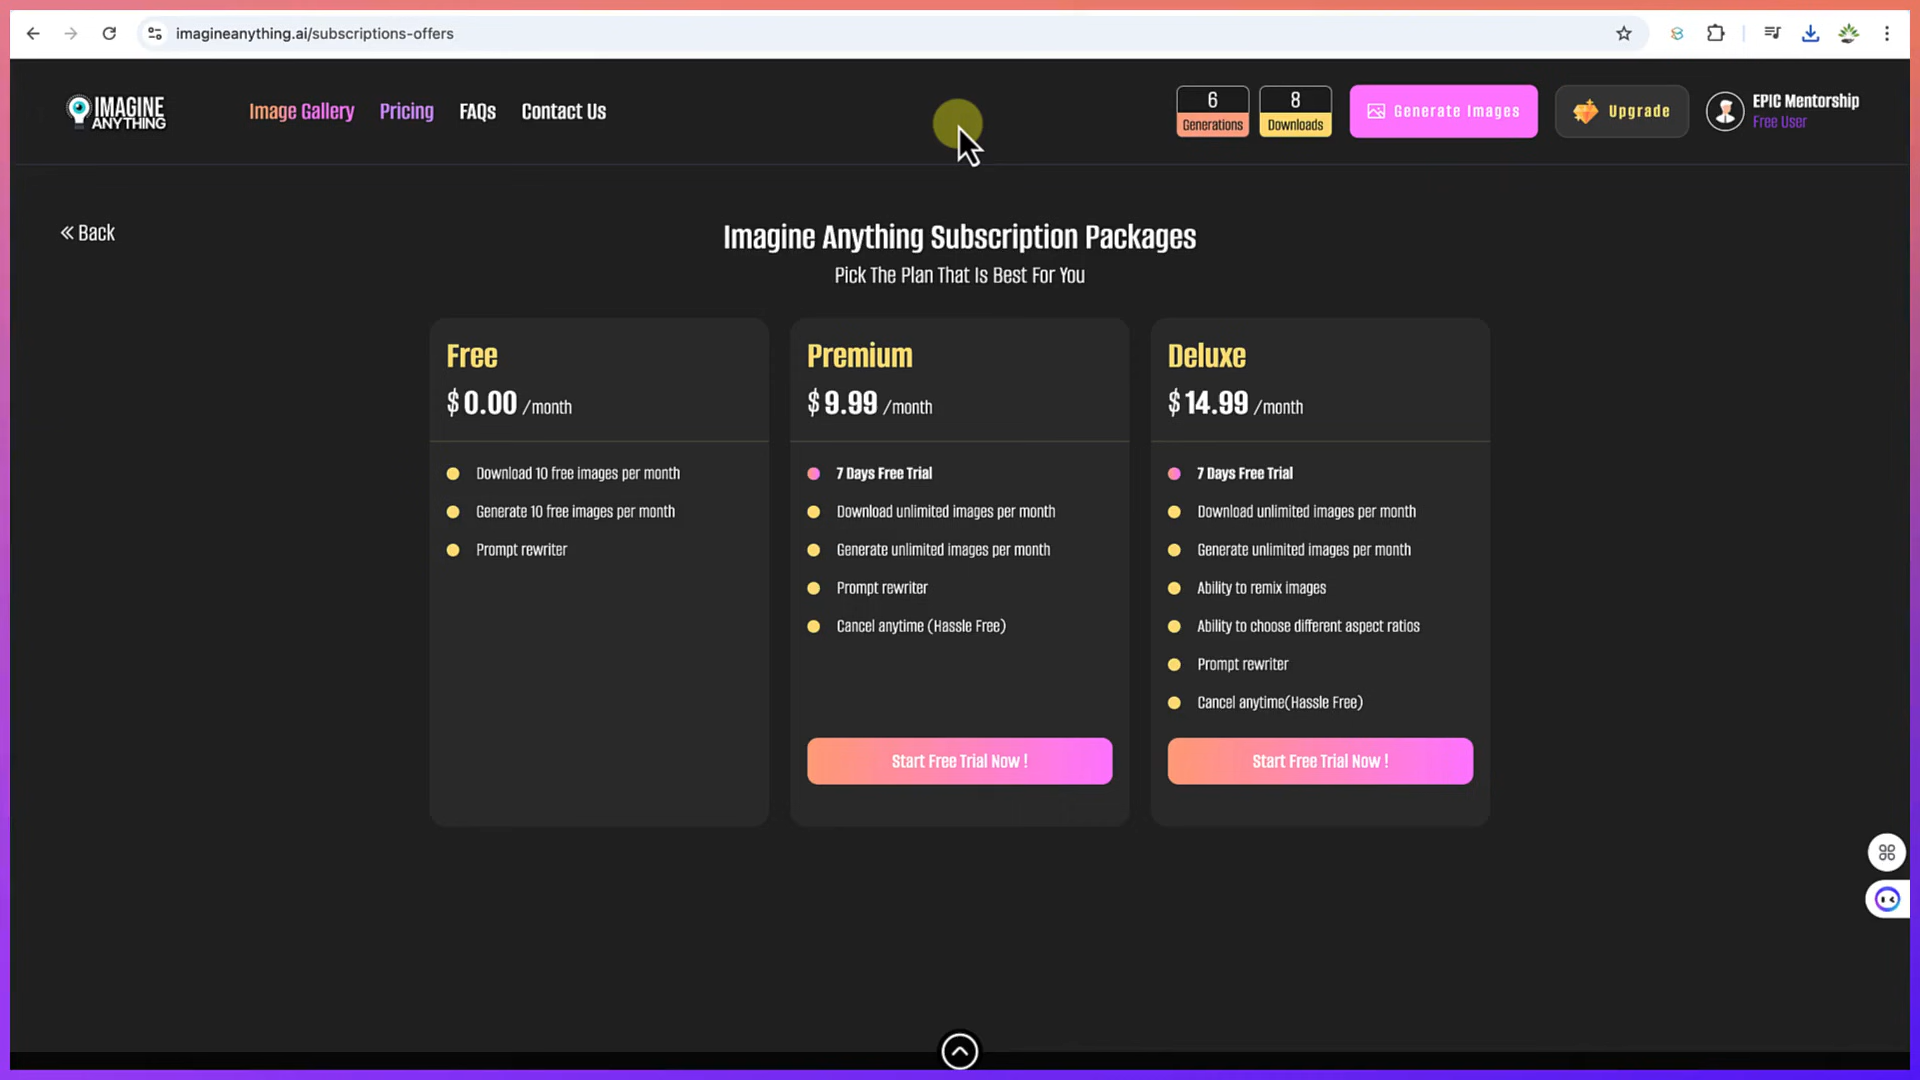 imagineanything.ai/subscriptions-offers
IMAGINE
ANYTHING
Image Gallery
Pricing
FAQs
Contact Us
6
Generations
8
Downloads
Generate Images
Upgrade
EPIC Mentorship
Free User
« Back
Imagine Anything Subscription Packages
Pick The Plan That Is Best For You
Free
$ 0.00 /month
Download 10 free images per month
Generate 10 free images per month
Prompt rewriter
Premium
$ 9.99 /month
7 Days Free Trial
Download unlimited images per month
Generate unlimited images per month
Prompt rewriter
Cancel anytime (Hassle Free)
Start Free Trial Now !
Deluxe
$ 14.99 /month
7 Days Free Trial
Download unlimited images per month
Generate unlimited images per month
Ability to remix images
Ability to choose different aspect ratios
Prompt rewriter
Cancel anytime(Hassle Free)
Start Free Trial Now !